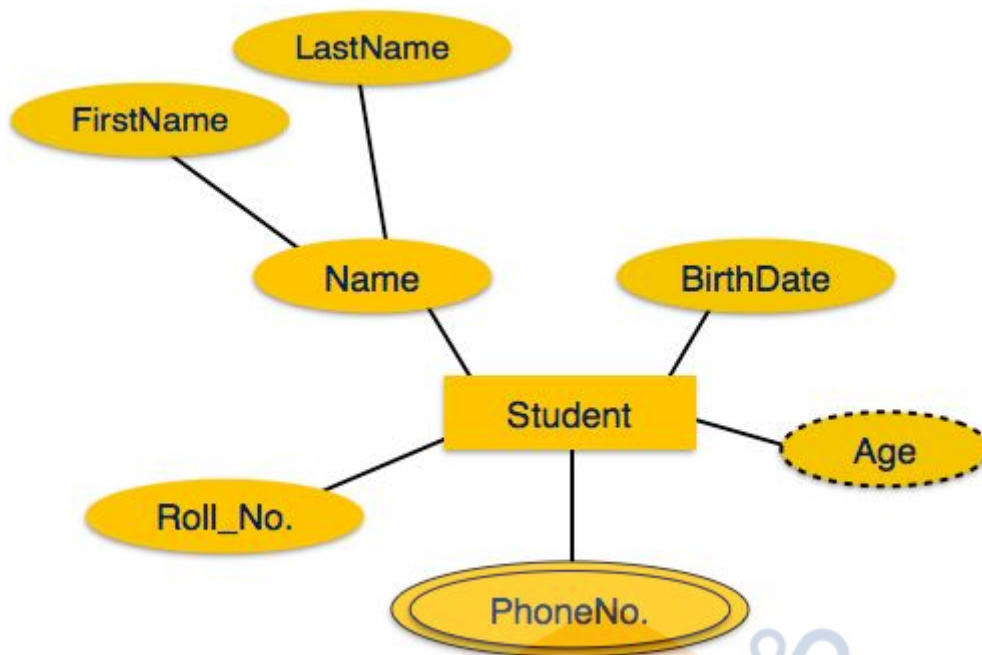 LastName
FirstName
Name
BirthDate
Student
Age
Roll_No.
PhoneNo.